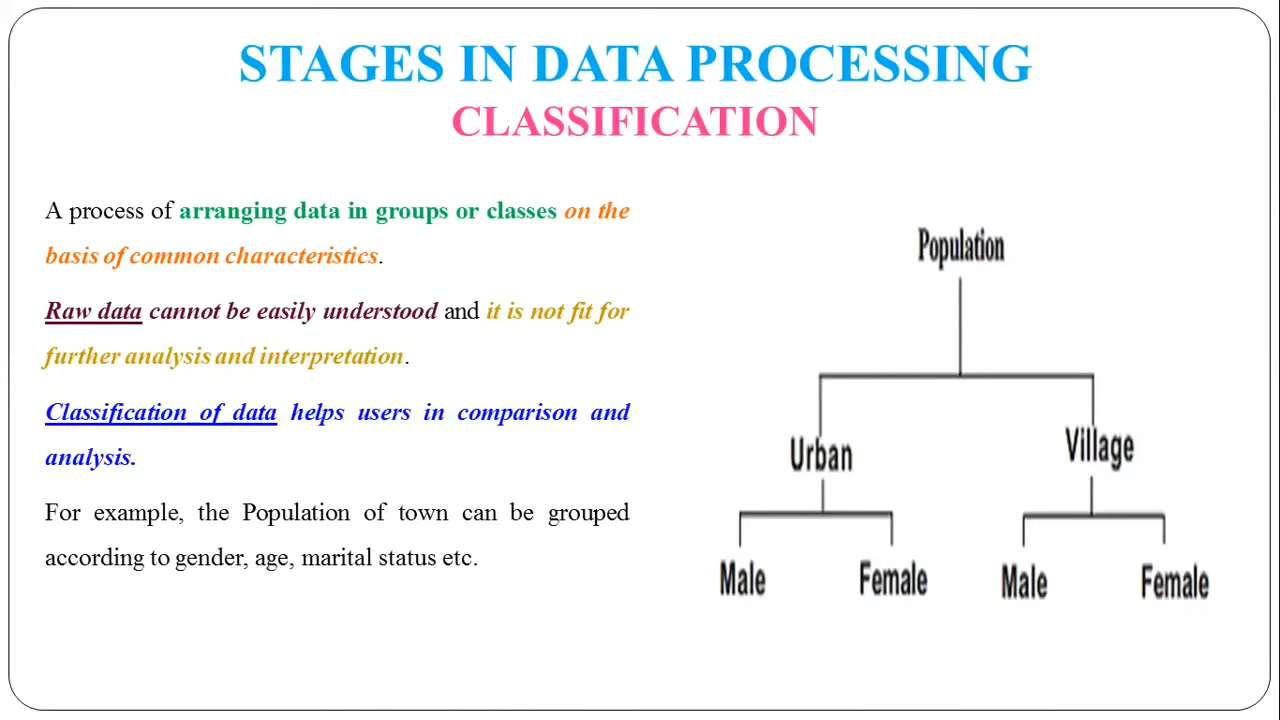 STAGES IN DATA PROCESSING
CLASSIFICATION
A process of arranging data in groups or classes on the
basis of common characteristics.
Raw data cannot be easily understood and it is not fit for
further analysis and interpretation.
Classification of data helps users in comparison and
analysis.
For example, the Population of town can be grouped
according to gender, age, marital status etc.
Population
Urban
Village
Male
Female
Male
Female